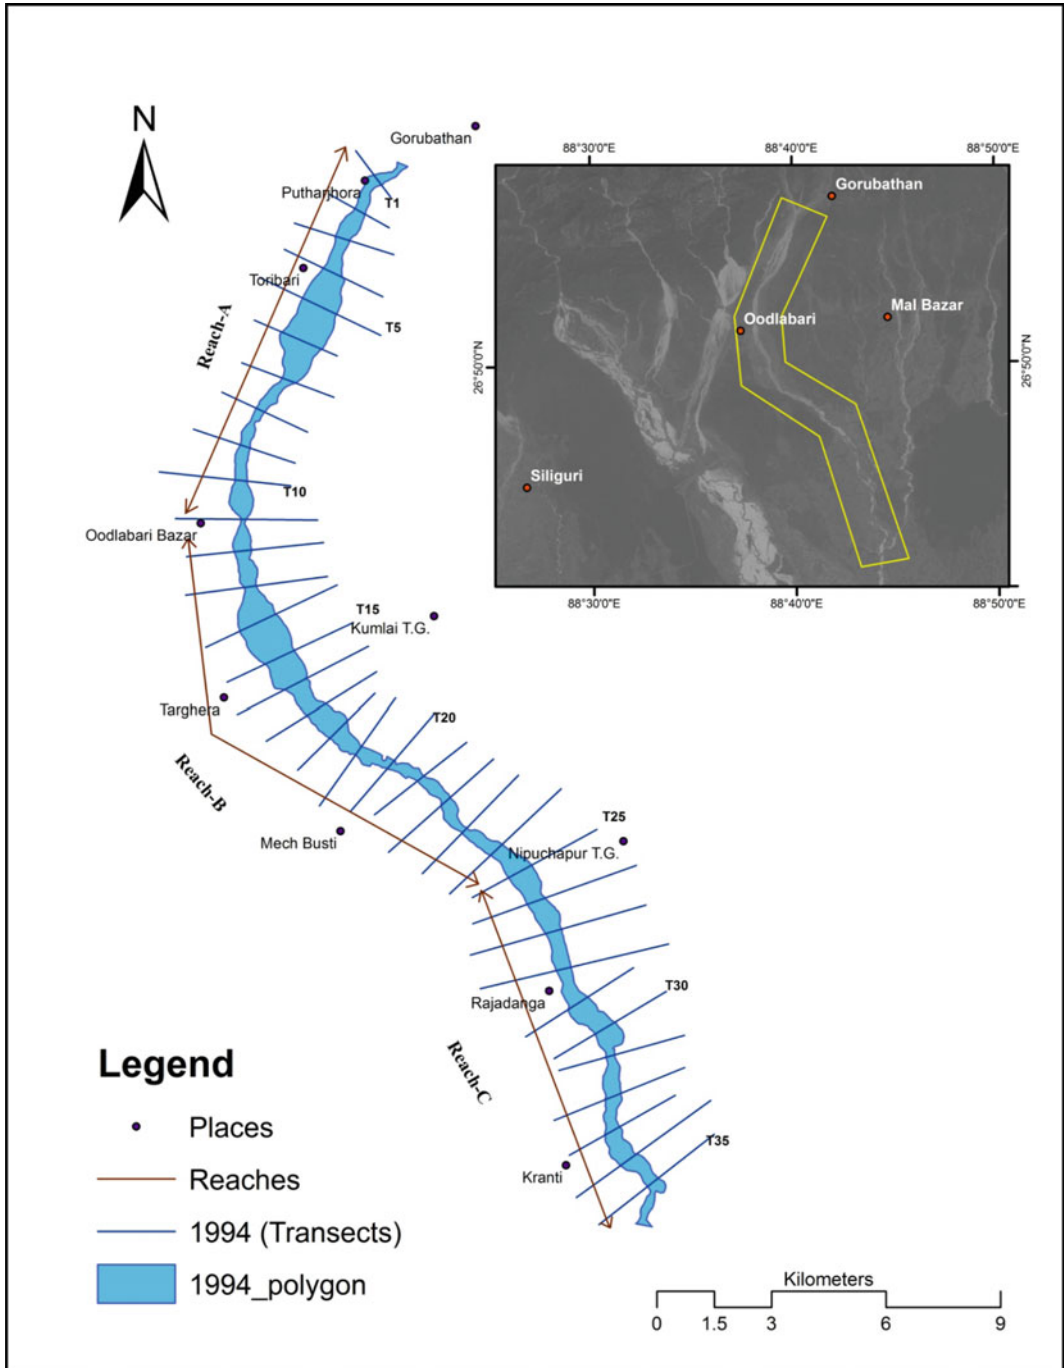 N
Gorubathan
Puthanhora
T1
Toribari
T5
Reach-A
T10
Oodlabari Bazar
T15
Kumlai T.G.
Targhera
T20
Reach-B
Mech Busti
T25
Nipuchapur T.G.
Rajadanga
T30
Reach-C
T35
Kranti
88°30'0"E 88°40'0"E 88°50'0"E
Gorubathan
Mal Bazar
Oodlabari
26°50'0"N
26°50'0"N
Siliguri
88°30'0"E 88°40'0"E 88°50'0"E
Legend
Places
Reaches
1994 (Transects)
1994_polygon
Kilometers
0 1.5 3 6 9